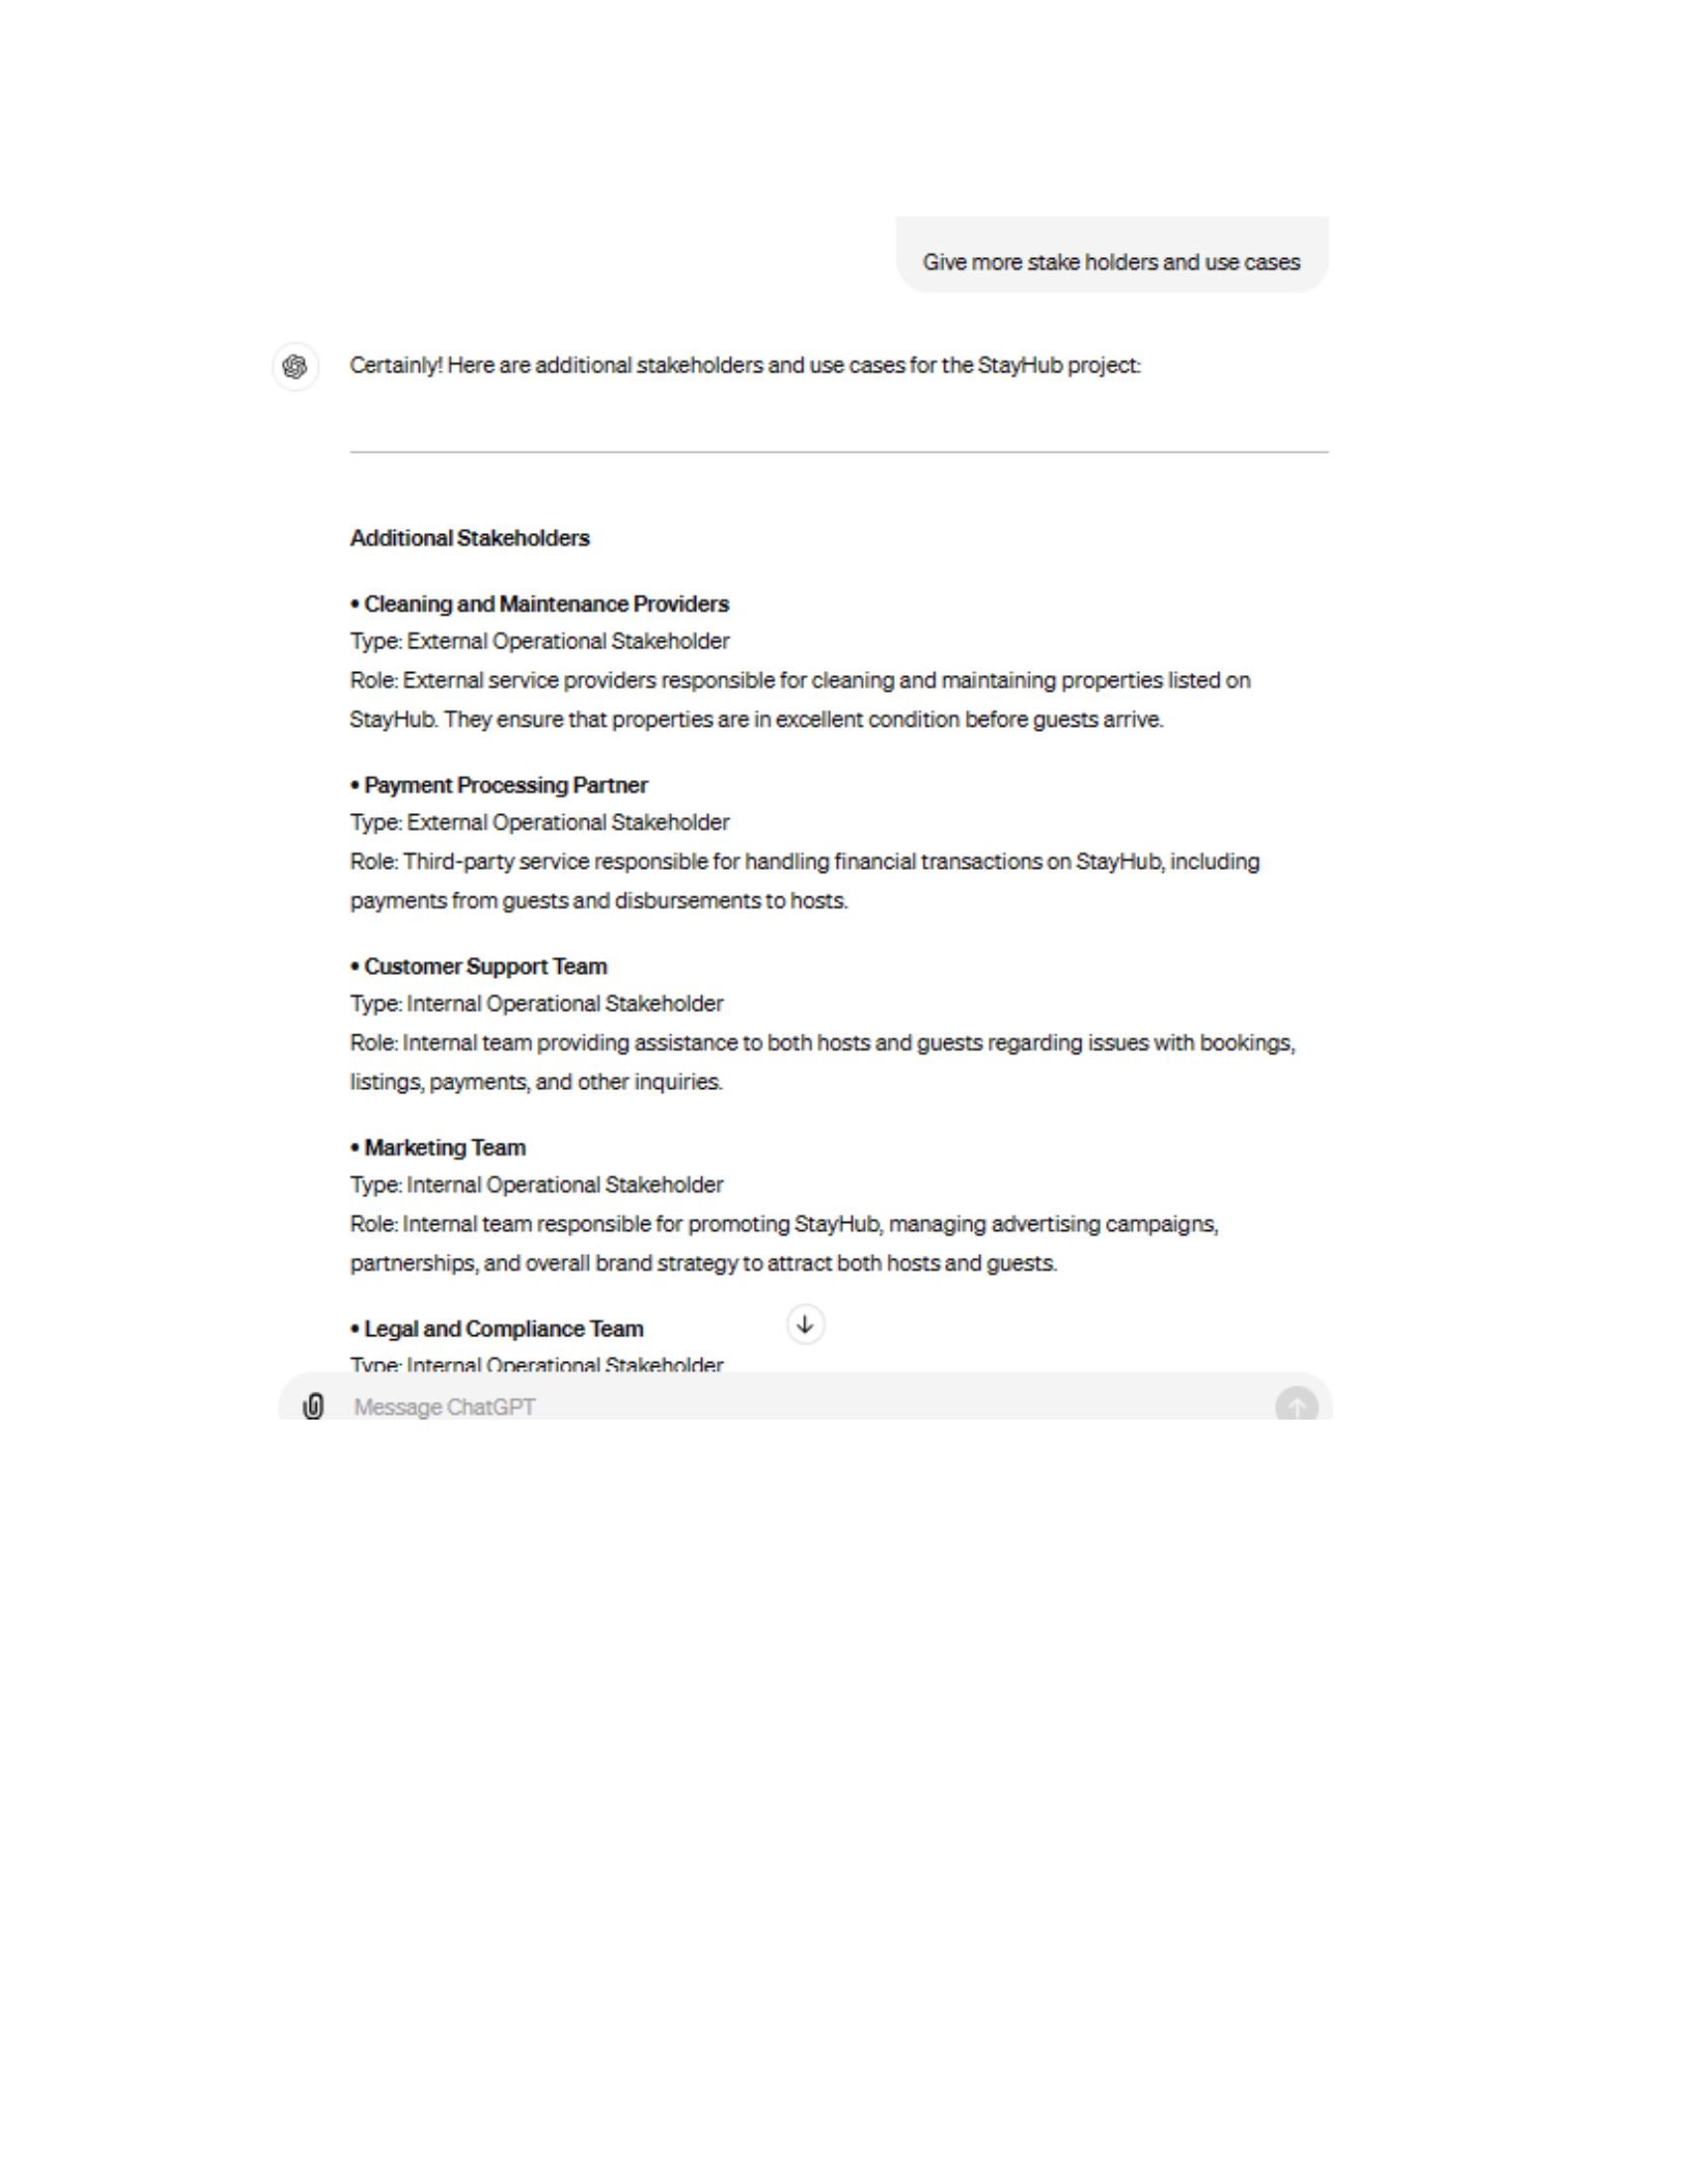 Give more stake holders and use cases
Certainly! Here are additional stakeholders and use cases for the StayHub project:
Additional Stakeholders
• Cleaning and Maintenance Providers
Type: External Operational Stakeholder
Role: External service providers responsible for cleaning and maintaining properties listed on
StayHub. They ensure that properties are in excellent condition before guests arrive.
• Payment Processing Partner
Type: External Operational Stakeholder
Role: Third-party service responsible for handling financial transactions on StayHub, including
payments from guests and disbursements to hosts.
• Customer Support Team
Type: Internal Operational Stakeholder
Role: Internal team providing assistance to both hosts and guests regarding issues with bookings,
listings, payments, and other inquiries.
• Marketing Team
Type: Internal Operational Stakeholder
Role: Internal team responsible for promoting StayHub, managing advertising campaigns,
partnerships, and overall brand strategy to attract both hosts and guests.
• Legal and Compliance Team
Type: Internal Operational Stakeholder
Message ChatGPT